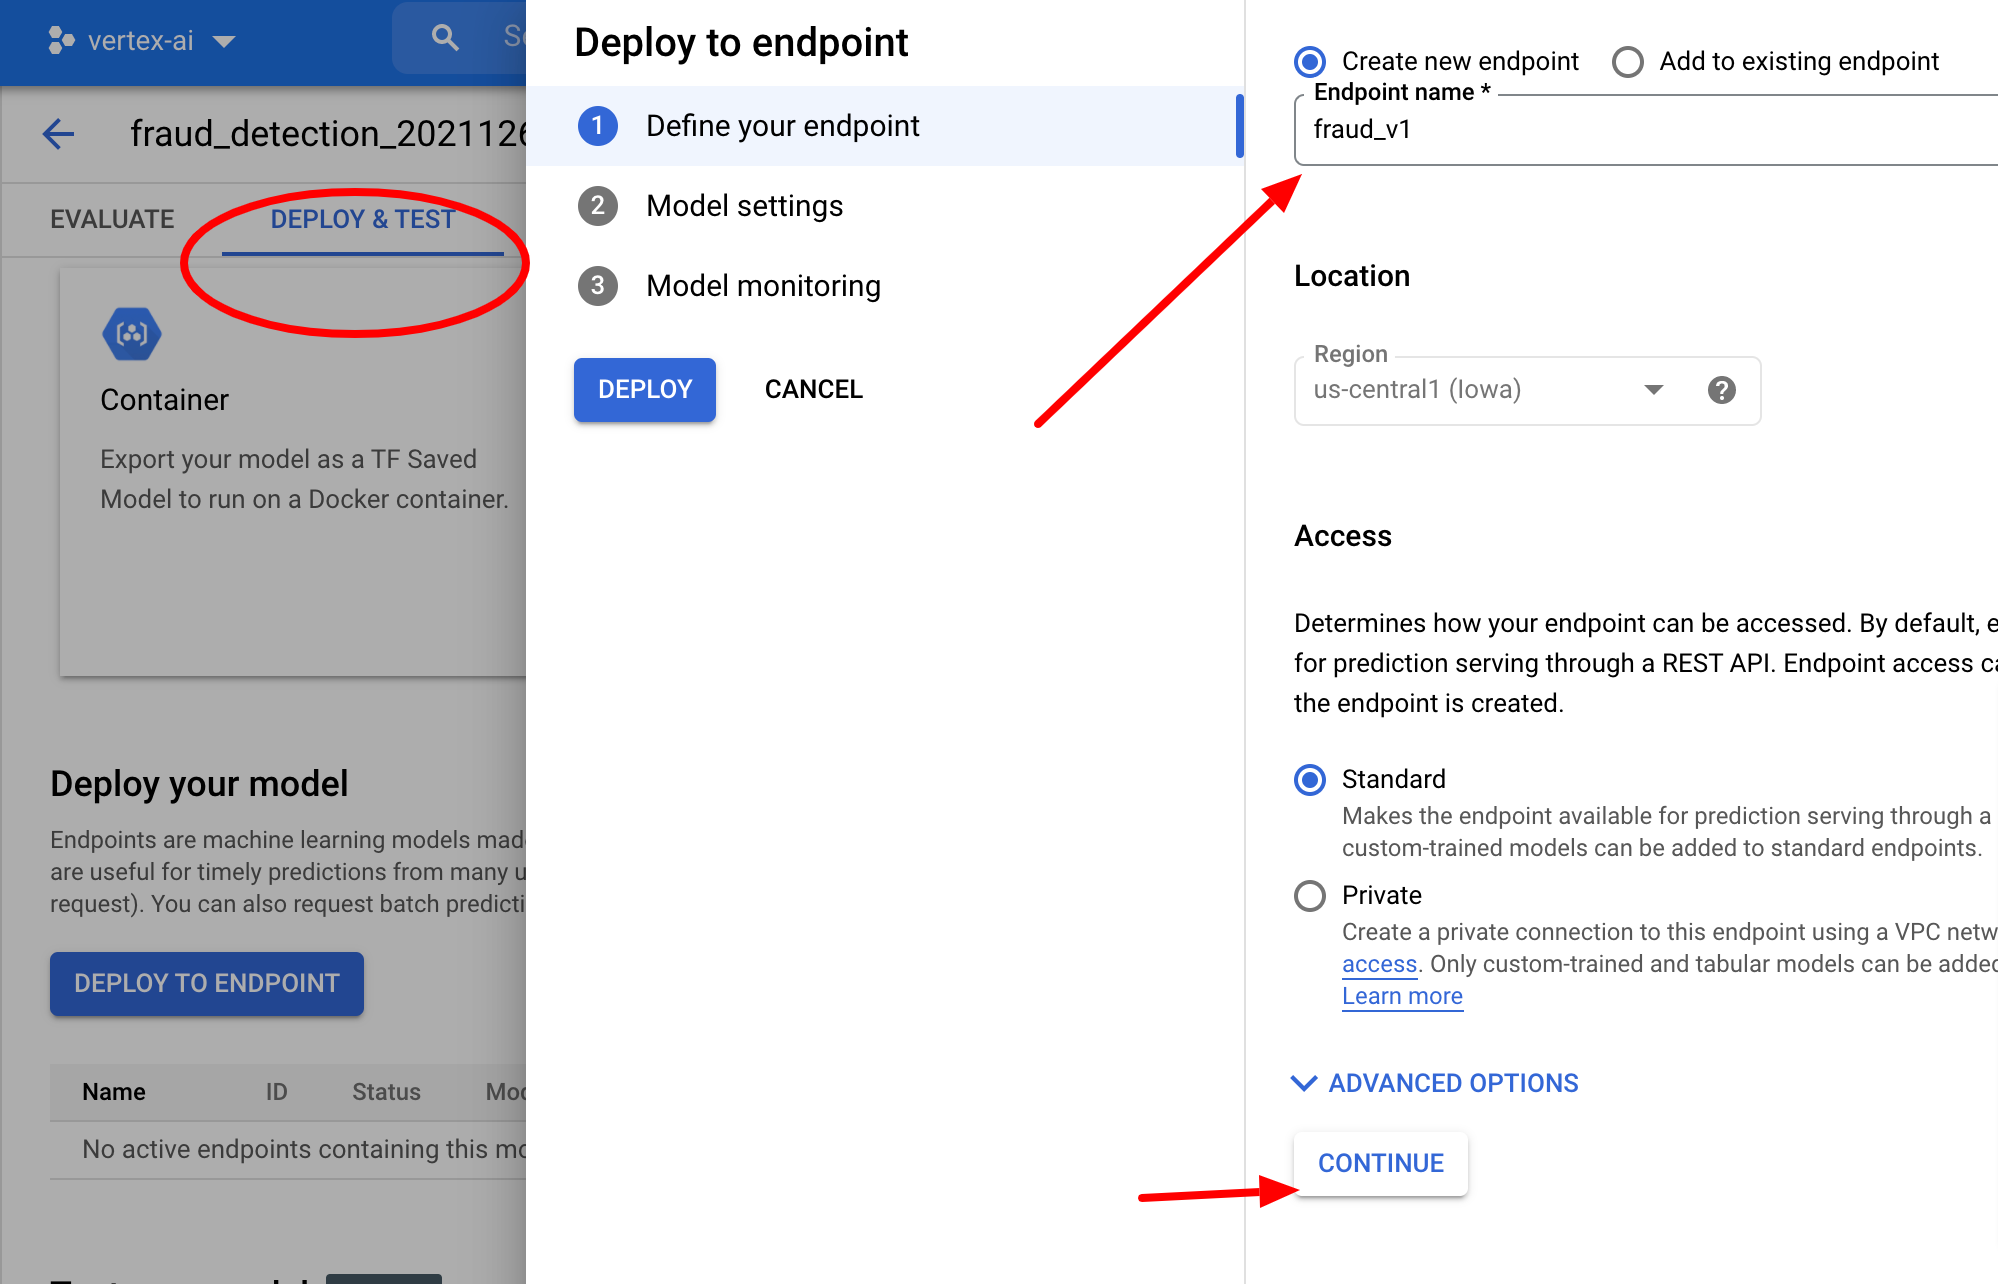 vertex-ai
fraud_detection_2021126
EVALUATE
DEPLOY & TEST
Container
Export your model as a TF Saved
Model to run on a Docker container.
Deploy your model
Endpoints are machine learning models mad
are useful for timely predictions from many
request). You can also request batch predicti
DEPLOY TO ENDPOINT
Name ID Status Mod
No active endpoints containing this mo
Deploy to endpoint
1 Define your endpoint
2 Model settings
3 Model monitoring
DEPLOY
CANCEL
Create new endpoint
Add to existing endpoint
Endpoint name *
fraud_v1
Location
Region
us-central1 (Iowa)
Access
Determines how your endpoint can be accessed. By default, e
for prediction serving through a REST API. Endpoint access ca
the endpoint is created.
Standard
Makes the endpoint available for prediction serving through a
custom-trained models can be added to standard endpoints.
Private
Create a private connection to this endpoint using a VPC netw
access. Only custom-trained and tabular models can be added
Learn more
ADVANCED OPTIONS
CONTINUE